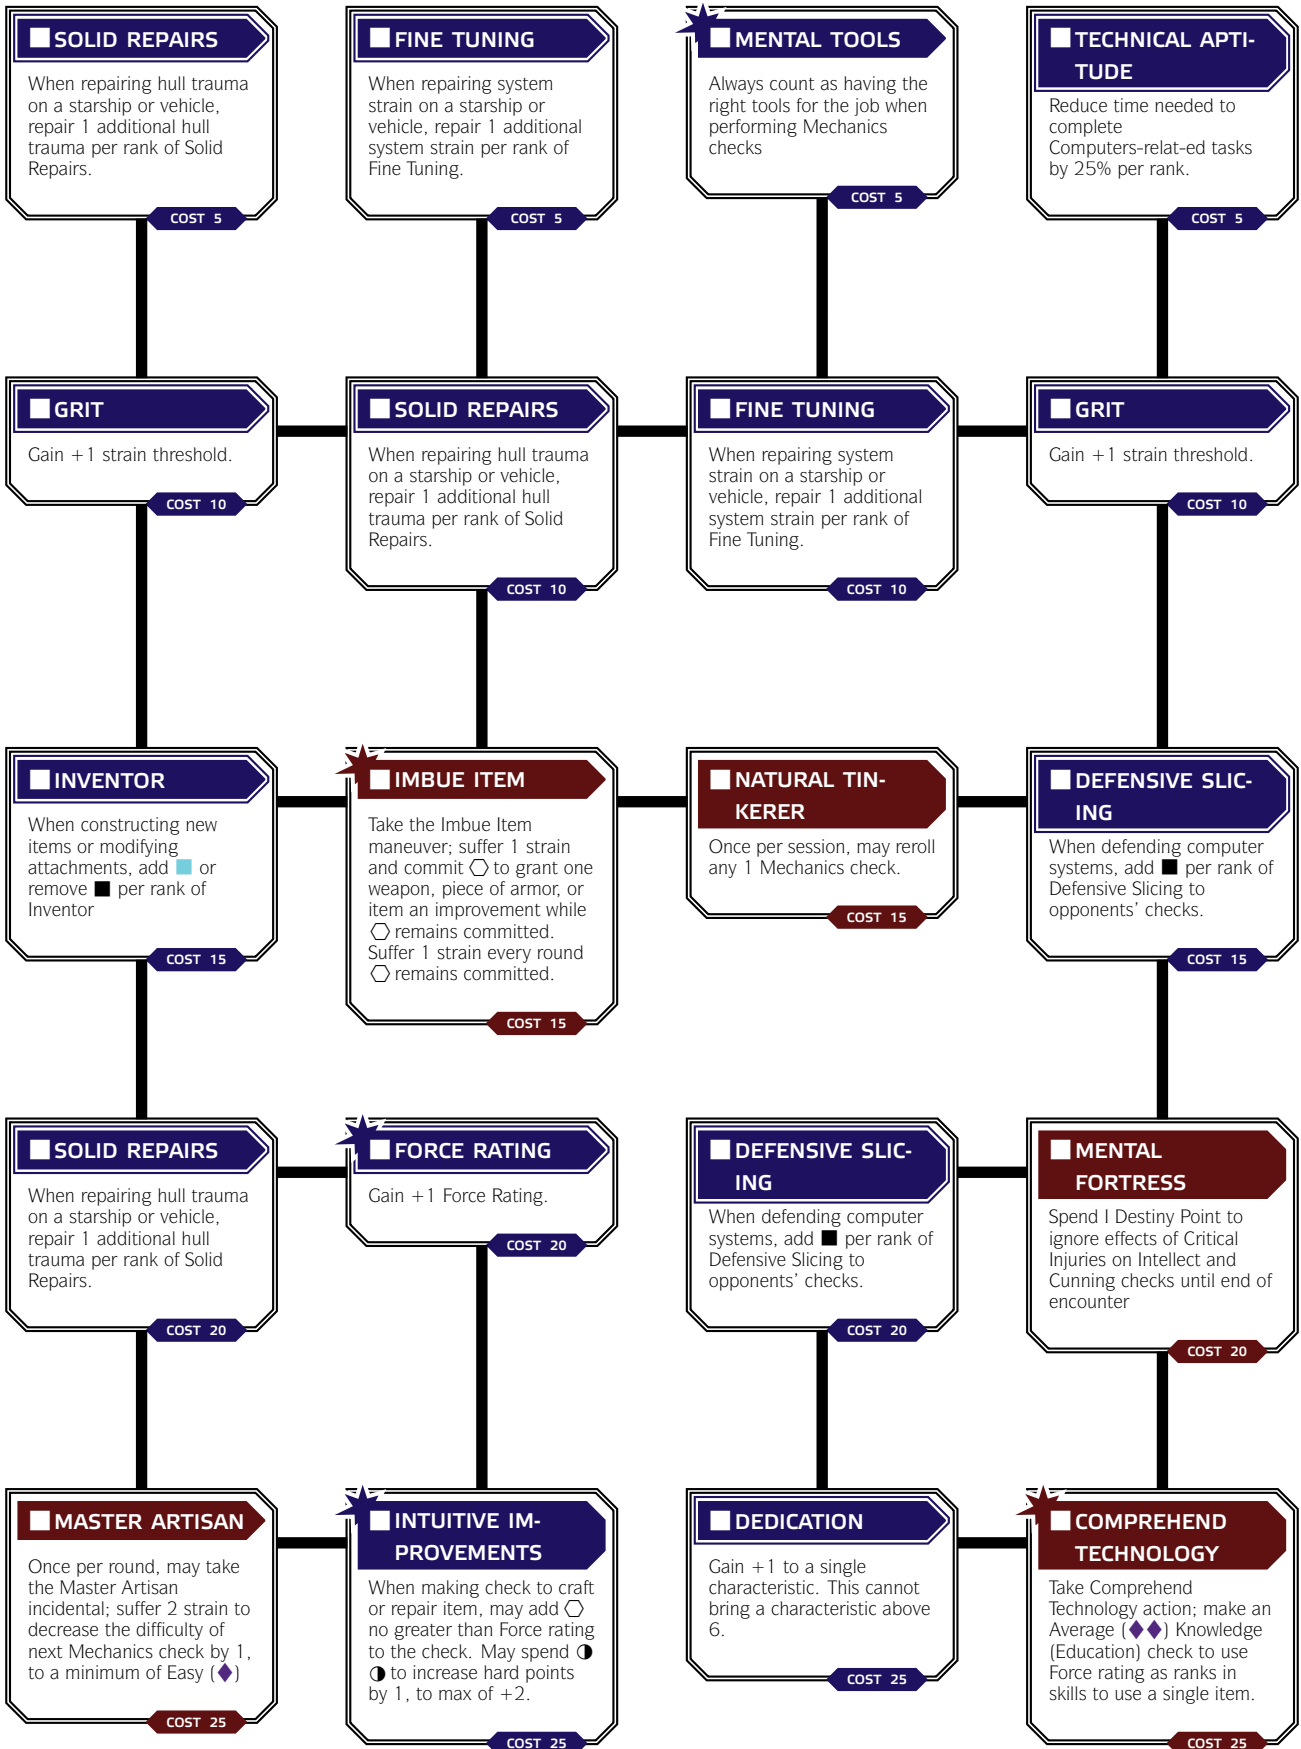 SOLID REPAIRS
When repairing hull trauma
on a starship or vehicle,
repair 1 additional hull
trauma per rank of Solid
Repairs.
COST 5
FINE TUNING
When repairing system
strain on a starship or
vehicle, repair 1 additional
system strain per rank of
Fine Tuning.
COST 5
MENTAL TOOLS
Always count as having the
right tools for the job when
performing Mechanics
checks
COST 5
TECHNICAL APTI-
TUDE
Reduce time needed to
complete
Computers-relat-ed tasks
by 25% per rank.
COST 5
GRIT
Gain +1 strain threshold.
COST 10
SOLID REPAIRS
When repairing hull trauma
on a starship or vehicle,
repair 1 additional hull
trauma per rank of Solid
Repairs.
COST 10
FINE TUNING
When repairing system
strain on a starship or
vehicle, repair 1 additional
system strain per rank of
Fine Tuning.
COST 10
GRIT
Gain +1 strain threshold.
COST 10
INVENTOR
When constructing new
items or modifying
attachments, add or
remove per rank of
Inventor
COST 15
IMBUE ITEM
Take the Imbue Item
maneuver; suffer 1 strain
and commit to grant one
weapon, piece of armor, or
item an improvement while
remains committed.
Suffer 1 strain every round
remains committed.
COST 15
NATURAL TIN-
KERER
Once per session, may reroll
any 1 Mechanics check.
COST 15
DEFENSIVE SLIC-
ING
When defending computer
systems, add per rank of
Defensive Slicing to
opponents' checks.
COST 15
SOLID REPAIRS
When repairing hull trauma
on a starship or vehicle,
repair 1 additional hull
trauma per rank of Solid
Repairs.
COST 20
FORCE RATING
Gain +1 Force Rating.
COST 20
DEFENSIVE SLIC-
ING
When defending computer
systems, add per rank of
Defensive Slicing to
opponents' checks.
COST 20
MENTAL
FORTRESS
Spend I Destiny Point to
ignore effects of Critical
Injuries on Intellect and
Cunning checks until end of
encounter
COST 20
MASTER ARTISAN
Once per round, may take
the Master Artisan
incidental; suffer 2 strain to
decrease the difficulty of
next Mechanics check by 1,
to a minimum of Easy (◆)
COST 25
INTUITIVE IM-
PROVEMENTS
When making check to craft
or repair item, may add
no greater than Force rating
to the check. May spend
to increase hard points
by 1, to max of +2.
COST 25
DEDICATION
Gain +1 to a single
characteristic. This cannot
bring a characteristic above
6.
COST 25
COMPREHEND
TECHNOLOGY
Take Comprehend
Technology action; make an
Average (◆◆) Knowledge
(Education) check to use
Force rating as ranks in
skills to use a single item.
COST 25